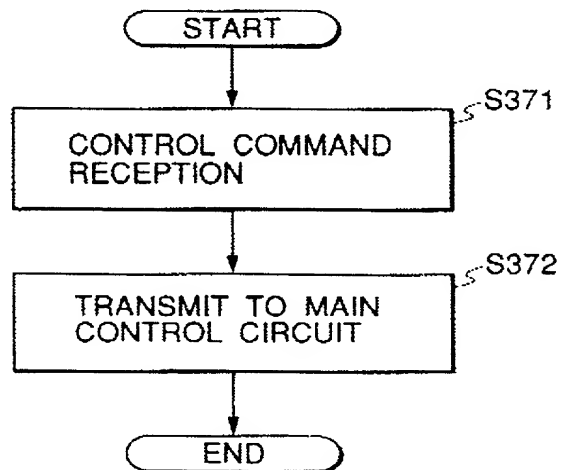 START
S371
CONTROL COMMAND
RECEPTION
S372
TRANSMIT TO MAIN
CONTROL CIRCUIT
END